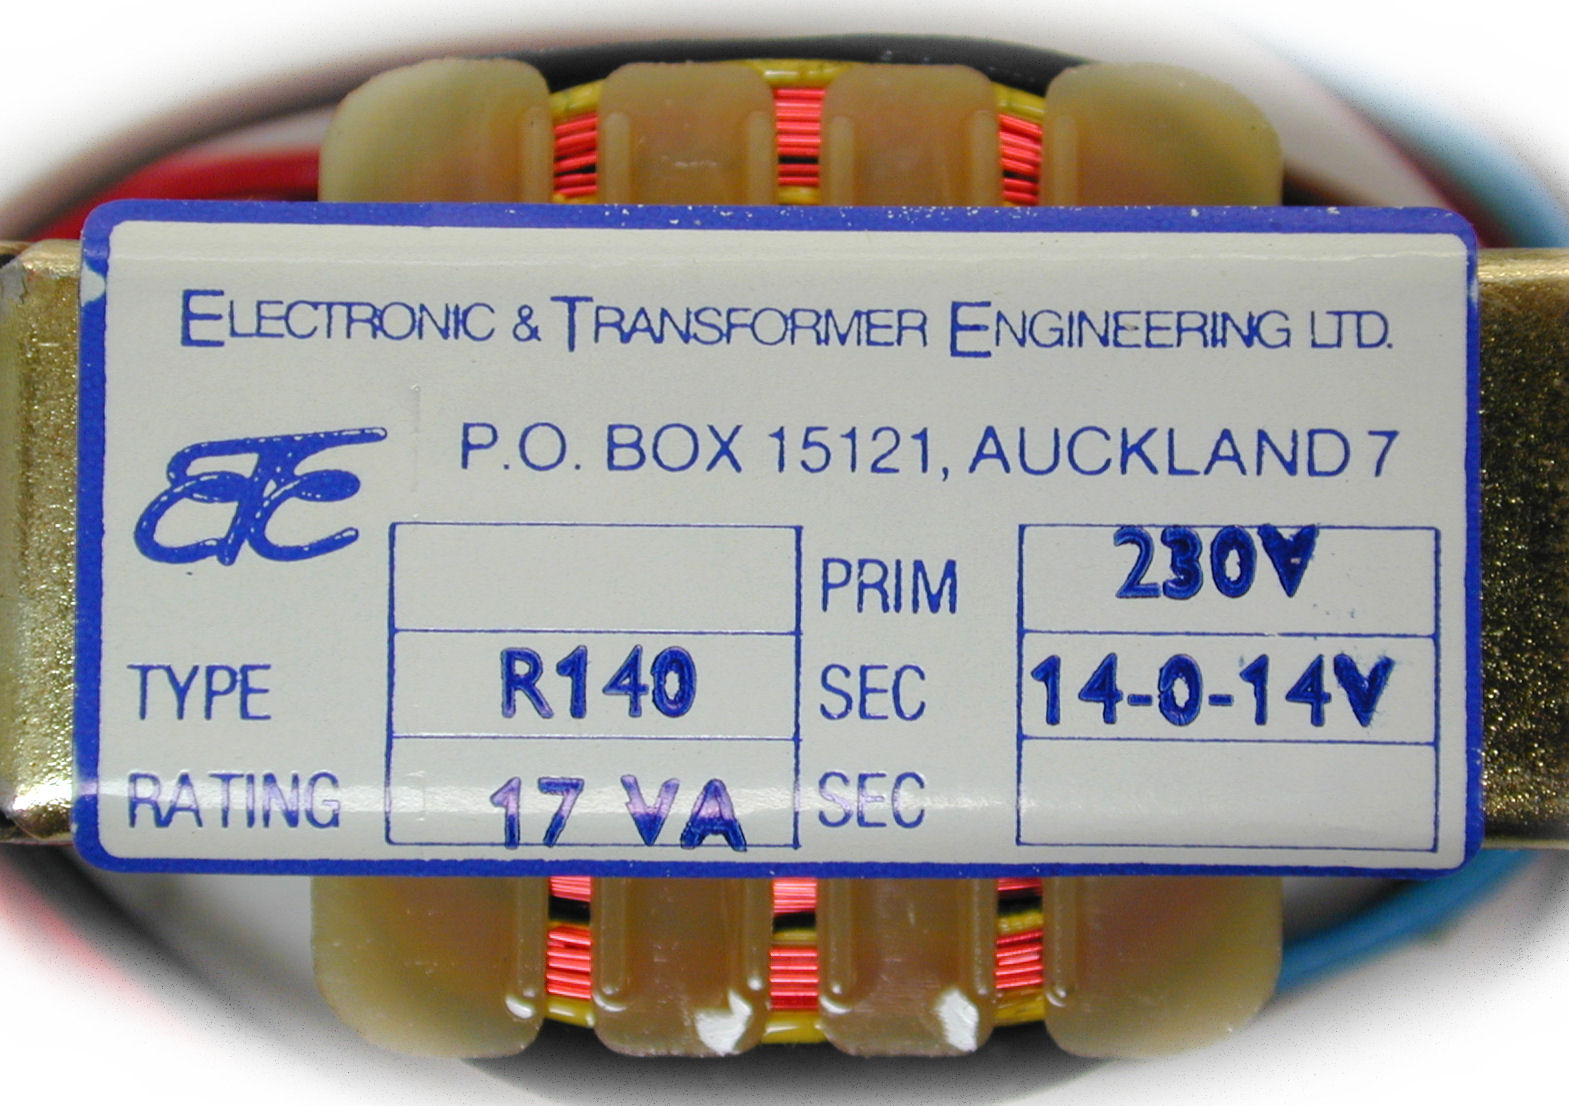 ELECTRONIC & TRANSFORMER ENGINEERING LTD.
ETE
P.O. BOX 15121, AUCKLAND 7
PRIM 230V
TYPE R140 SEC 14-0-14V
RATING 17 VA SEC